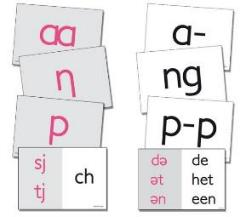 aa
ŋ
p
sj
tj
ch
a-
ng
p-p
də de
ət het
ən een